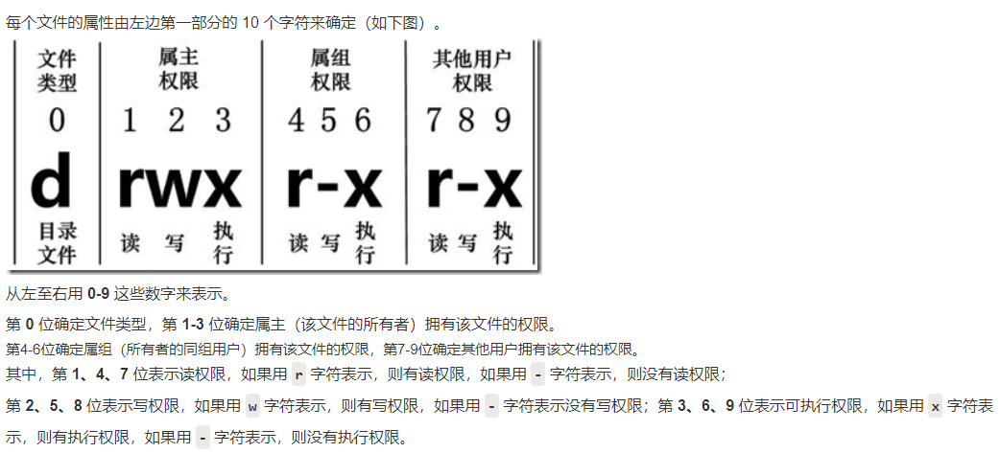 每个文件的属性由左边第一部分的 10 个字符来确定（如下图）。
文件 属主 属组 其他用户
类型 权限 权限 权限
0 1 2 3 4 5 6 7 8 9
d rwx r-x r-x
目录 读 写 执 读 写 执 读 写 执
文件 行 行 行
从左至右用 0-9 这些数字来表示。
第 0 位确定文件类型，第 1-3 位确定属主（该文件的所有者）拥有该文件的权限。
第4-6位确定属组（所有者的同组用户）拥有该文件的权限，第7-9位确定其他用户拥有该文件的权限。
其中，第 1、4、7 位表示读权限，如果用 r 字符表示，则有读权限，如果用 - 字符表示，则没有读权限；
第 2、5、8 位表示写权限，如果用 w 字符表示，则有写权限，如果用 - 字符表示没有写权限；第 3、6、9 位表示可执行权限，如果用 x 字符表
示，则有执行权限，如果用 - 字符表示，则没有执行权限。